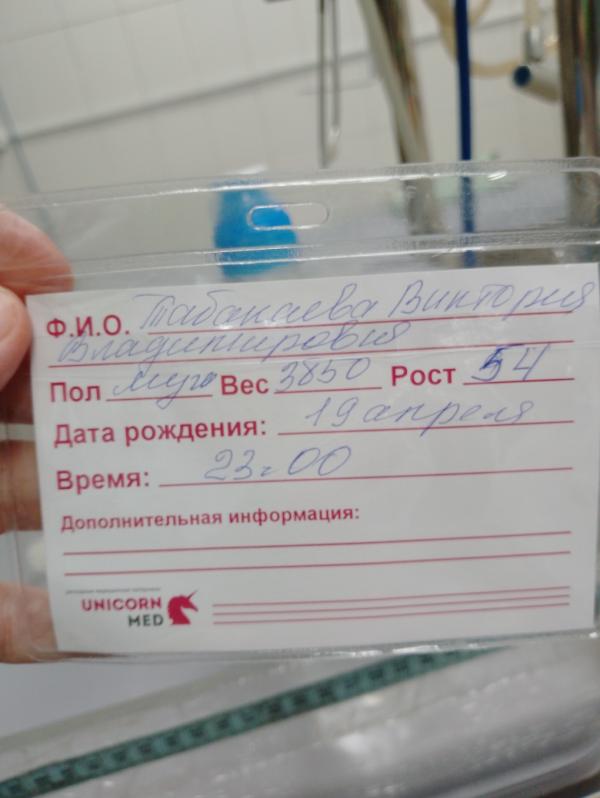 Ф.И.О. Табанаева Виктория
Владимировна
Пол муж Вес 3850 Рост 54
Дата рождения: 19 апреля
Время: 23:00
Дополнительная информация:
UNICORN
MED